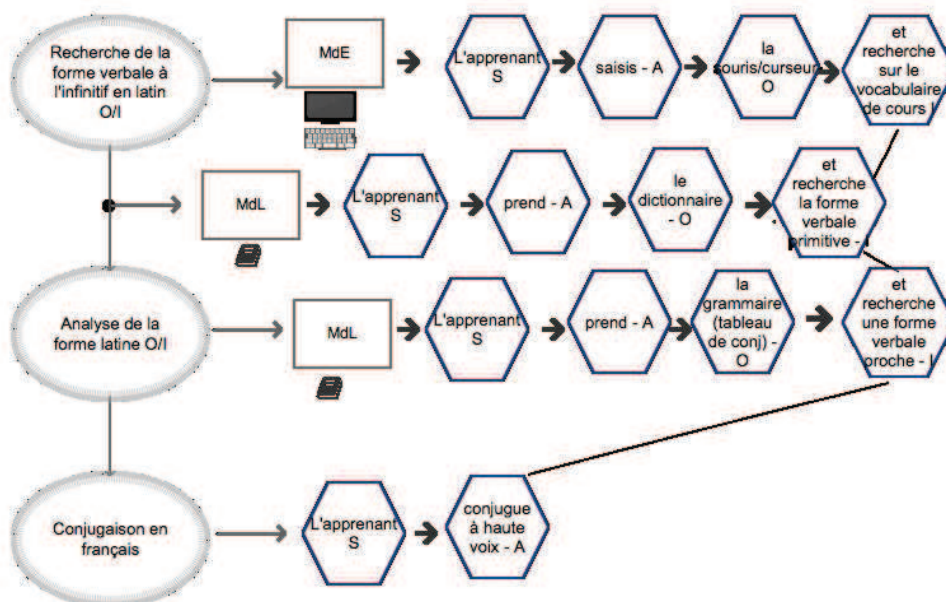 Recherche de la
forme verbale à
l'infinitif en latin
O/I
MdE
L'apprenant
S
saisis - A
la
souris/curseur-
O
et
recherche
sur le
vocabulaire
de cours I
MdL
L'apprenant
S
prend - A
le
dictionnaire
- O
et
recherche
la forme
verbale
primitive - I
Analyse de la
forme latine O/I
MdL
L'apprenant
S
prend - A
la
grammaire
(tableau
de conj) -
O
et
recherche
une forme
verbale
proche - I
Conjugaison en
français
L'apprenant
S
conjugue
à haute
voix - A